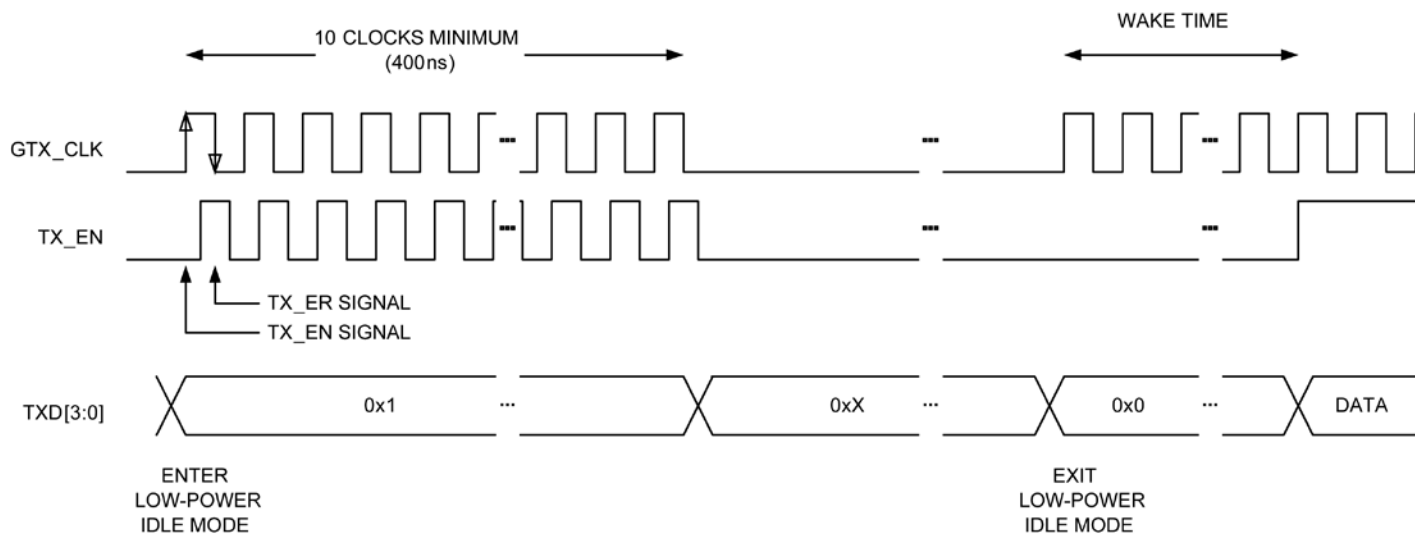 10 CLOCKS MINIMUM
(400ns)
WAKE TIME
GTX_CLK
...
...
...
TX_EN
...
...
...
TX_ER SIGNAL
TX_EN SIGNAL
TXD[3:0]
0x1
...
0xX
...
0x0
...
DATA
ENTER
LOW-POWER
IDLE MODE
EXIT
LOW-POWER
IDLE MODE